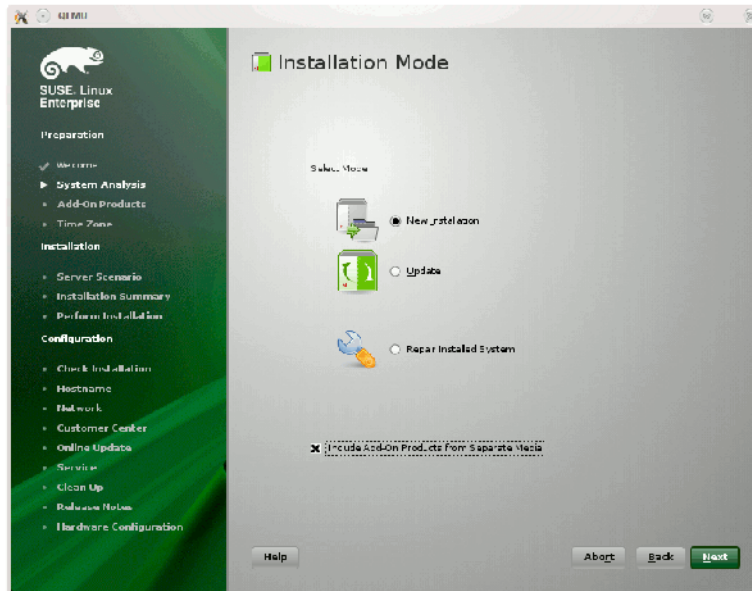 QEMU
SUSE. Linux
Enterprise
Preparation
Welcome
System Analysis
Add-On Products
Time Zone
Installation
Server Scenario
Installation Summary
Perform Installation
Configuration
Check Installation
Hostname
Network
Customer Center
Online Update
Service
Clean Up
Release Notes
Hardware Configuration
Installation Mode
Select Mode
New Installation
Update
Repair Installed System
Include Add-On Products from Separate Media
Help
Abort
Back
Next